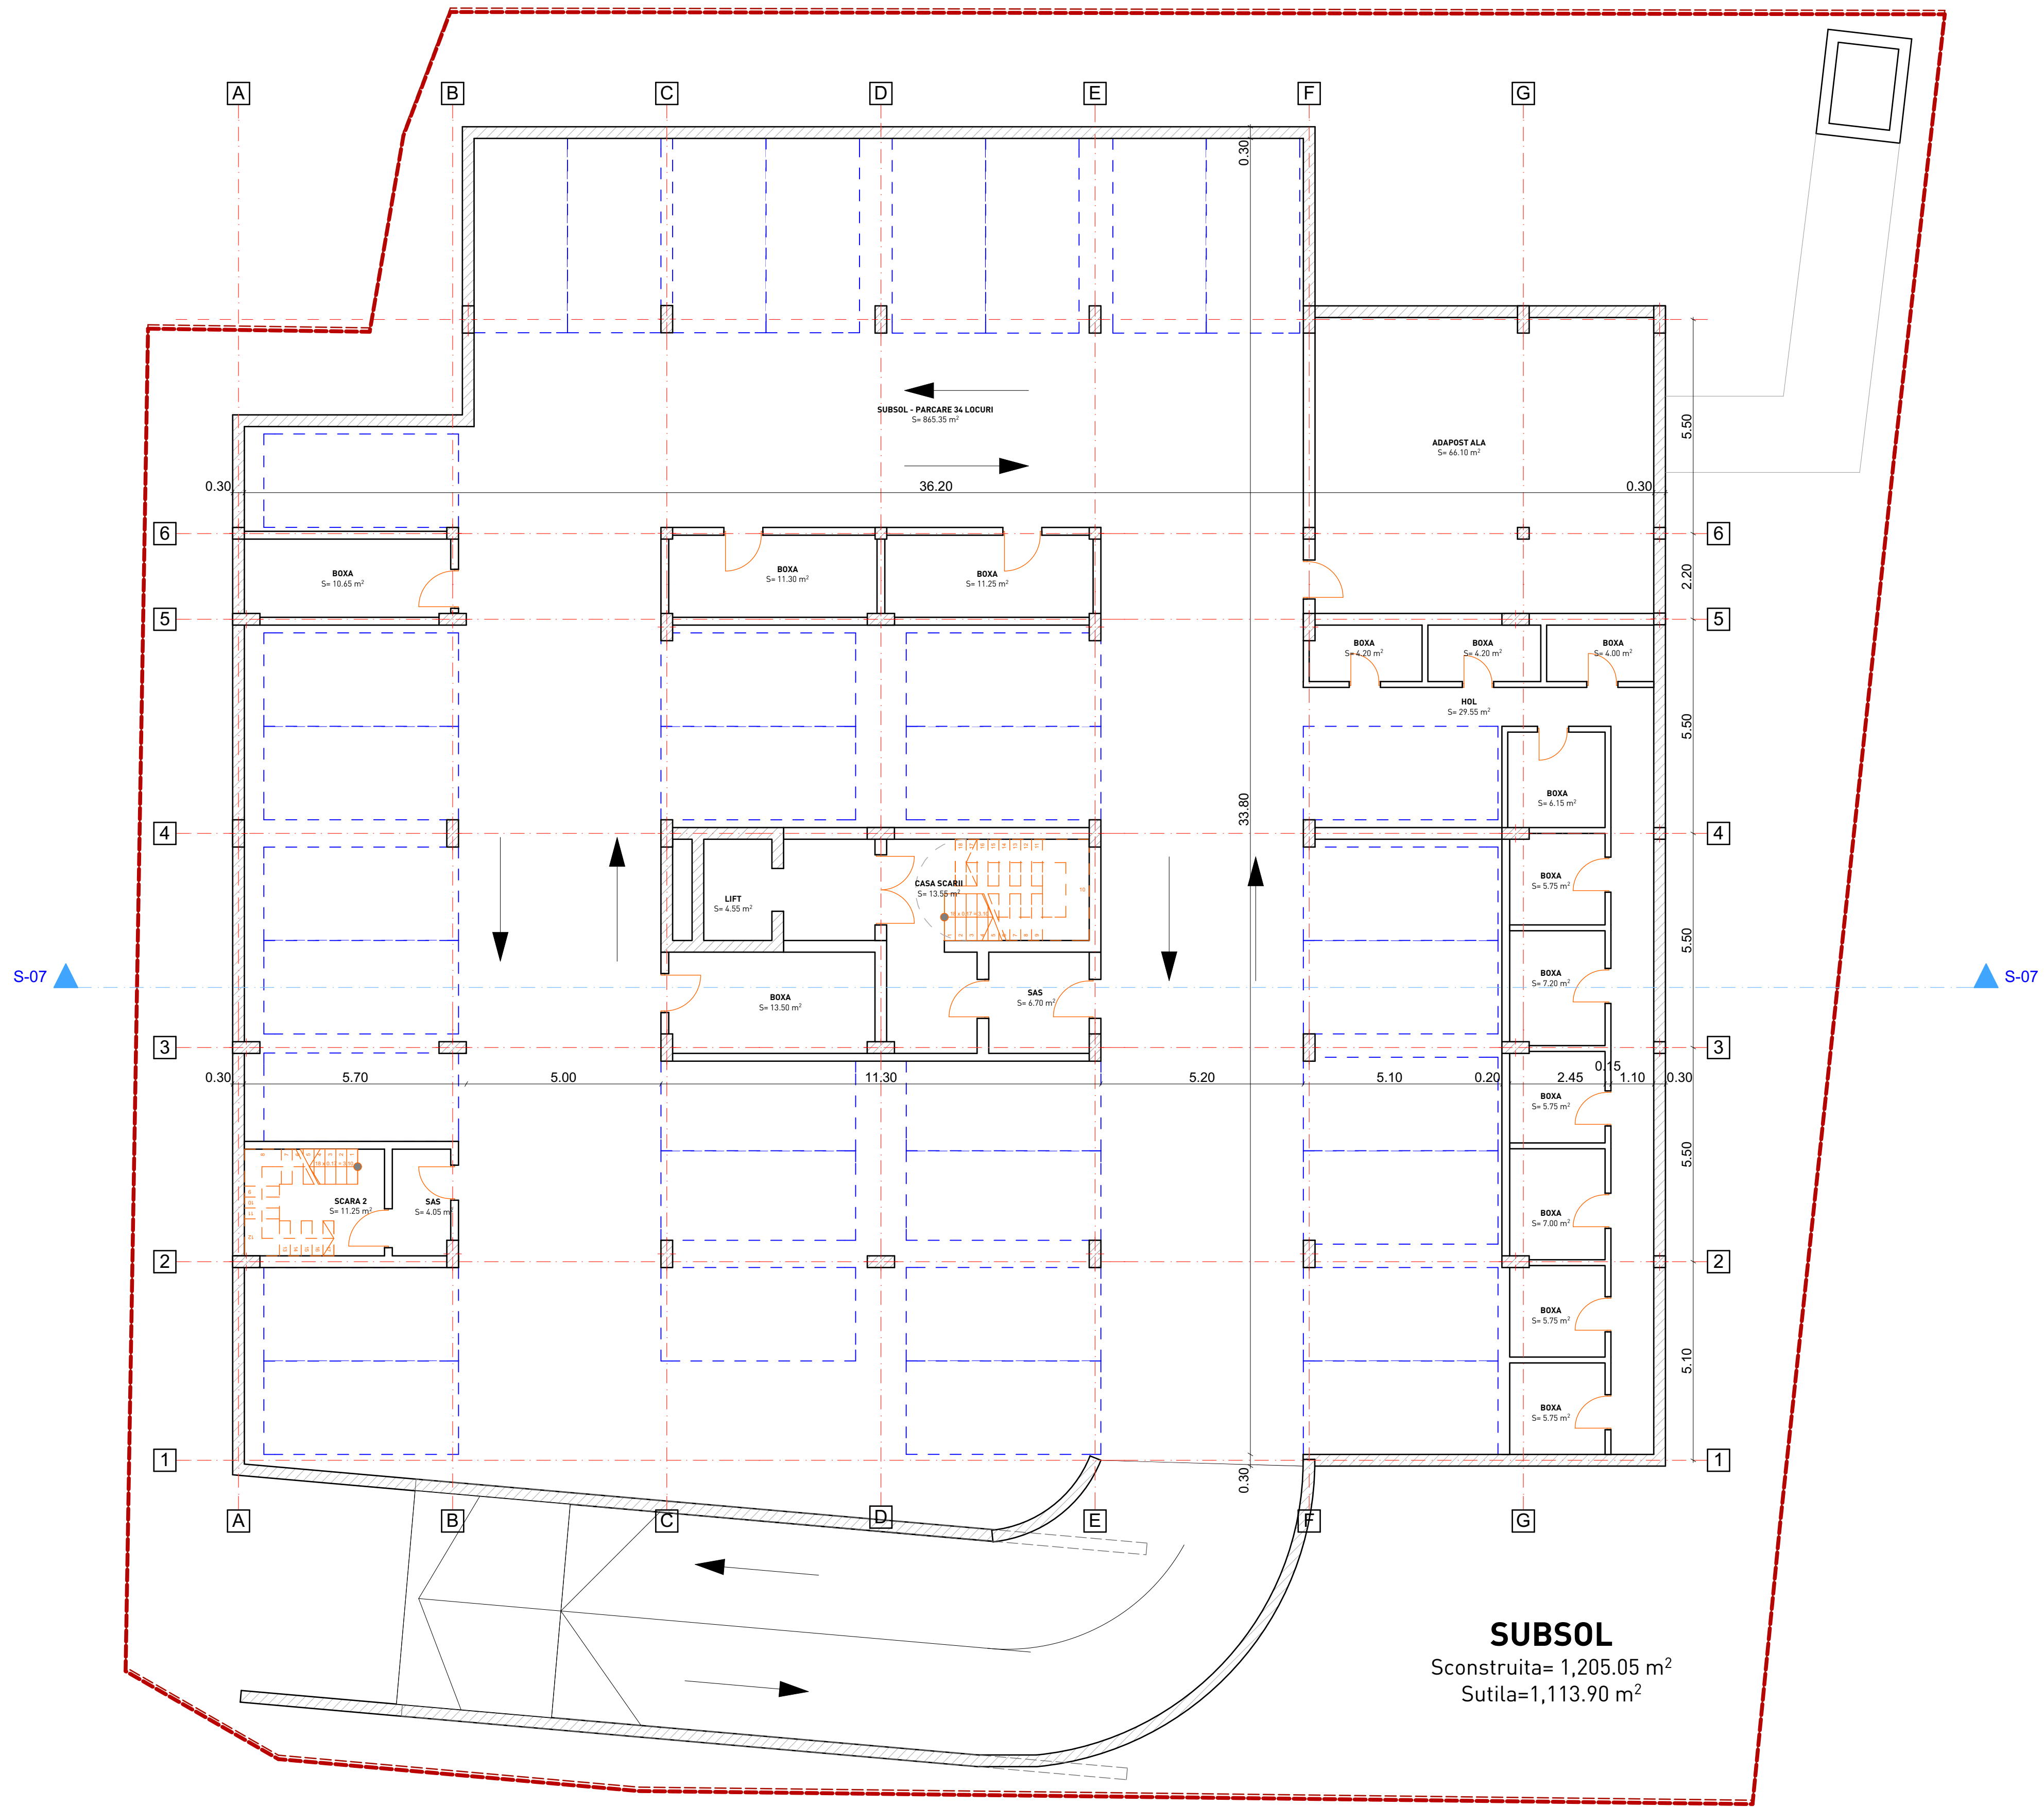 A
B
C
D
E
F
G
0.30
SUBSOL - PARCARE 34 LOCURI
S= 865.35 m²
ADAPOST ALA
S= 66.10 m²
5.50
0.30
36.20
0.30
6
6
BOXA
S= 10.65 m²
BOXA
S= 11.30 m²
BOXA
S= 11.25 m²
2.20
5
5
BOXA
S= 4.20 m²
BOXA
S= 4.20 m²
BOXA
S= 4.00 m²
HOL
S= 29.55 m²
5.50
BOXA
S= 6.15 m²
33.80
4
4
LIFT
S= 4.55 m²
CASA SCARII
S= 13.55 m²
BOXA
S= 5.75 m²
5.50
S-07
S-07
BOXA
S= 13.50 m²
SAS
S= 6.70 m²
BOXA
S= 7.20 m²
3
3
0.30
5.70
5.00
11.30
5.20
5.10
0.20
2.45
0.15
1.10
0.30
BOXA
S= 5.75 m²
5.50
SCARA 2
S= 11.25 m²
SAS
S= 4.05 m²
BOXA
S= 7.00 m²
2
2
BOXA
S= 5.75 m²
5.10
BOXA
S= 5.75 m²
1
1
0.30
A
B
C
D
E
F
G
SUBSOL
Sconstruita= 1,205.05 m²
Sutila=1,113.90 m²